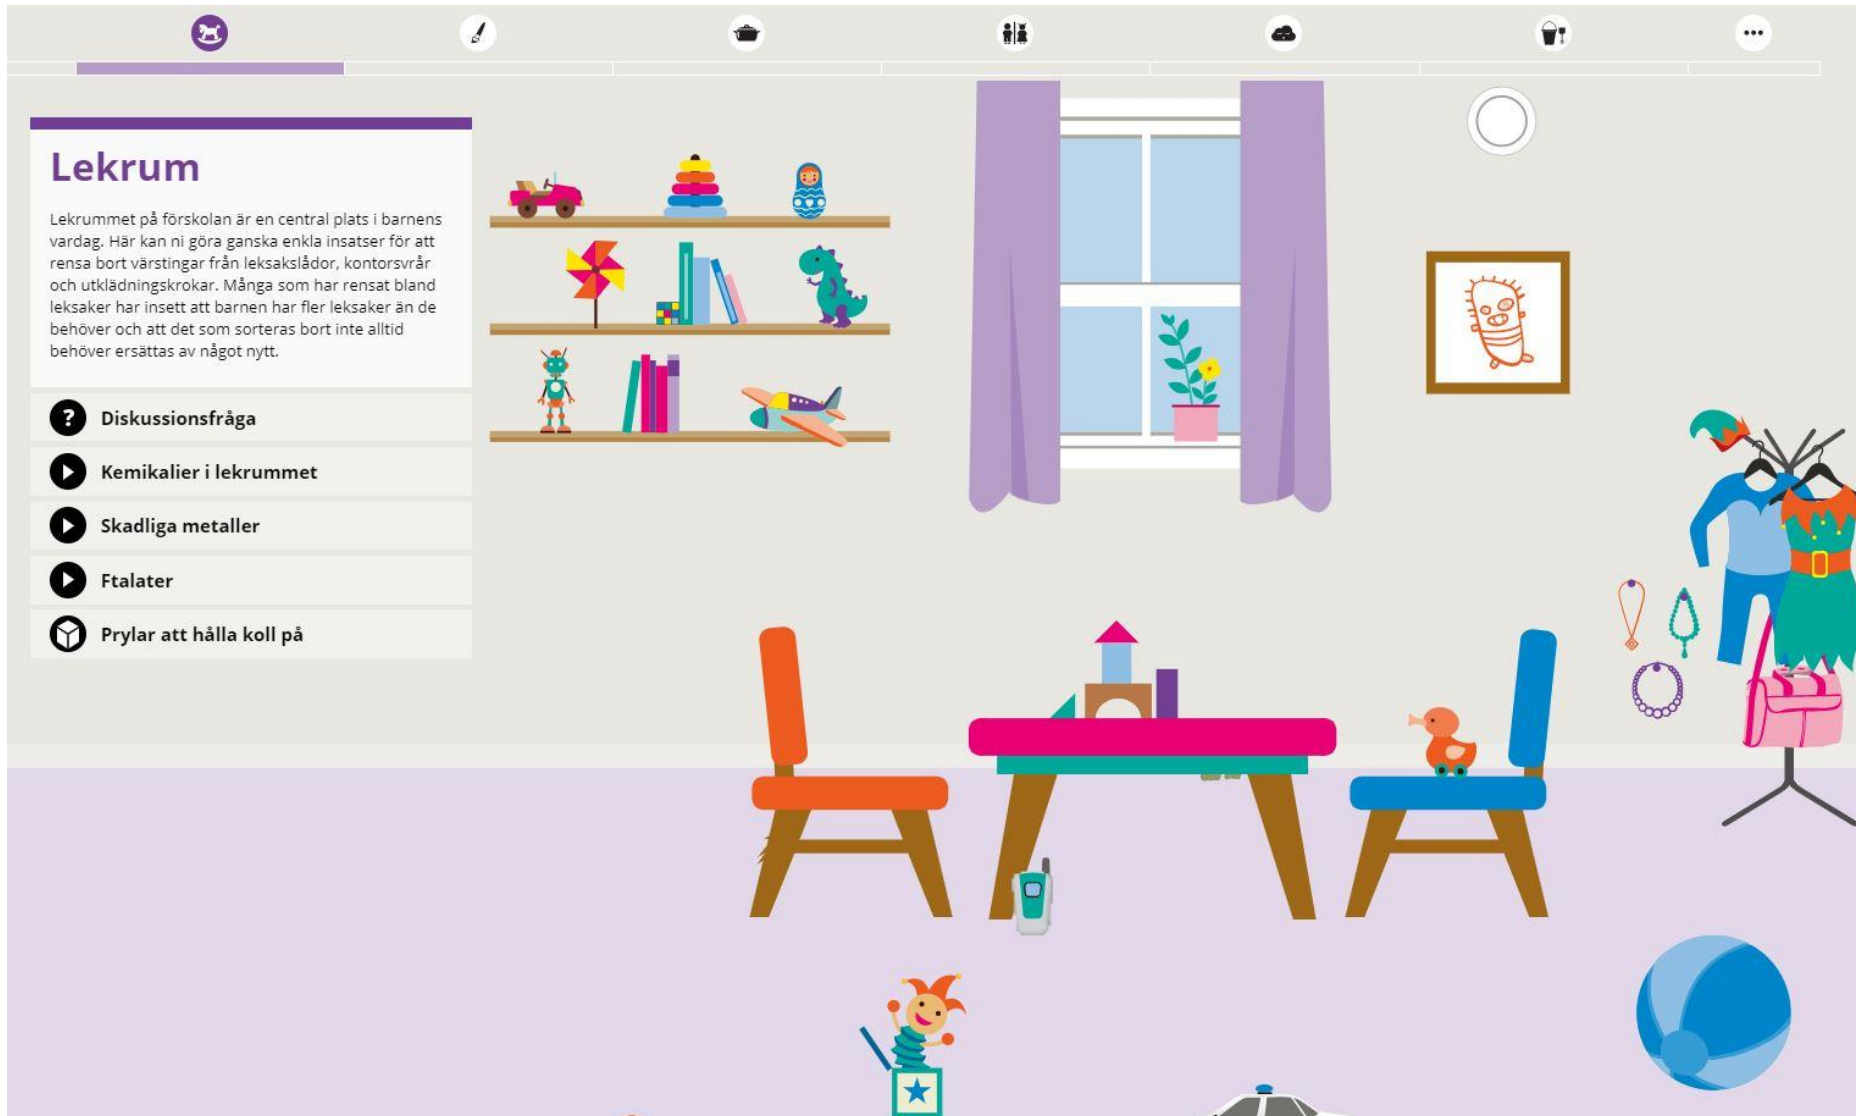 Lekrum
Lekrummet på förskolan är en central plats i barnens
vardag. Här kan ni göra ganska enkla insatser för att
rensa bort värstingar från leksakslådor, kontorsvrår
och utklädningskrokar. Många som har rensat bland
leksaker har insett att barnen har fler leksaker än de
behöver och att det som sorteras bort inte alltid
behöver ersättas av något nytt.
Diskussionsfråga
Kemikalier i lekrummet
Skadliga metaller
Ftalater
Prylar att hålla koll på